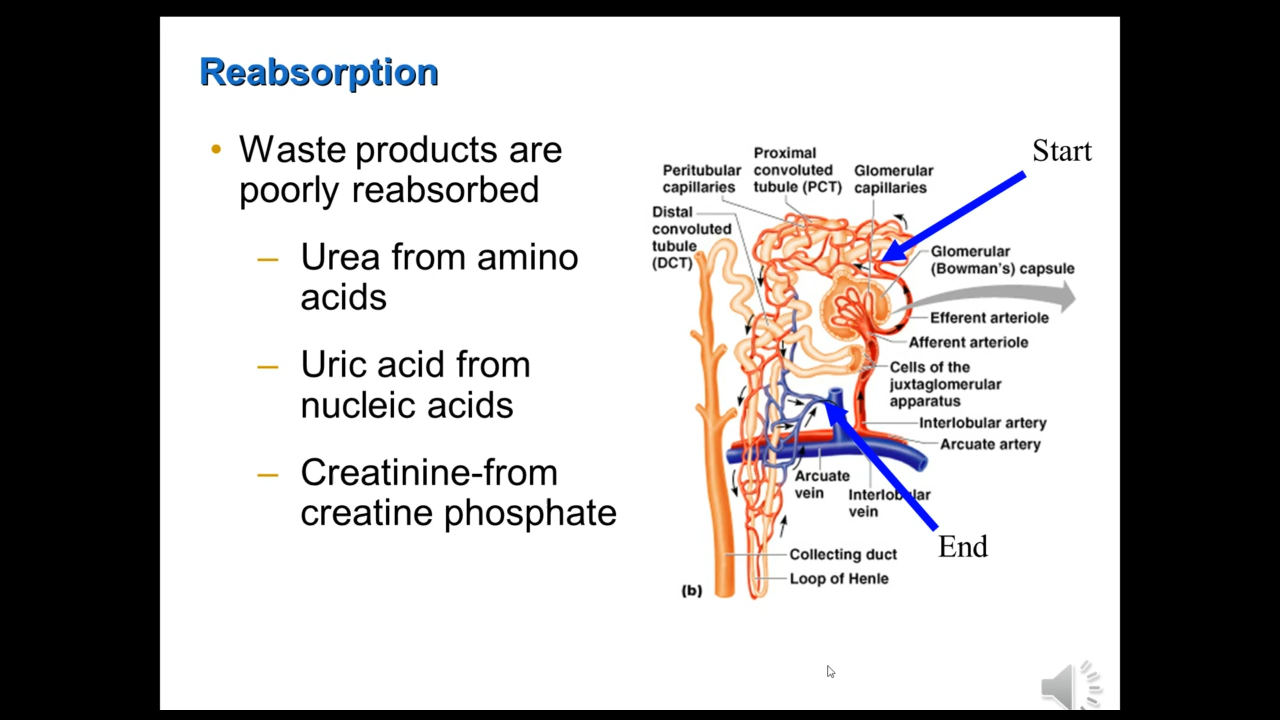 Reabsorption
• Waste products are
poorly reabsorbed
– Urea from amino
acids
– Uric acid from
nucleic acids
– Creatinine-from
creatine phosphate
Start
Proximal
convoluted
tubule (PCT)
Peritubular
capillaries
Glomerular
capillaries
Distal
convoluted
tubule
(DCT)
Glomerular
(Bowman's) capsule
Efferent arteriole
Afferent arteriole
Cells of the
juxtaglomerular
apparatus
Interlobular artery
Arcuate artery
Arcuate
vein
Interlobular
vein
End
Collecting duct
Loop of Henle
(b)